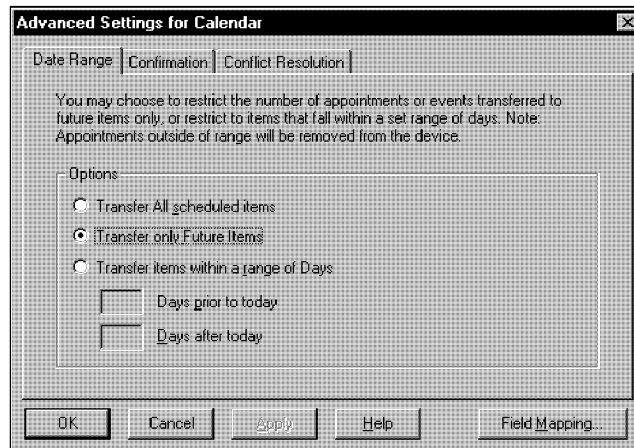 Advanced Settings for Calendar
Date Range Confirmation Conflict Resolution
You may choose to restrict the number of appointments or events transferred to
future items only, or restrict to items that fall within a set range of days. Note:
Appointments outside of range will be removed from the device.
Options
Transfer All scheduled items
Transfer only Future Items
Transfer items within a range of Days
Days prior to today
Days after today
OK Cancel Apply Help Field Mapping...